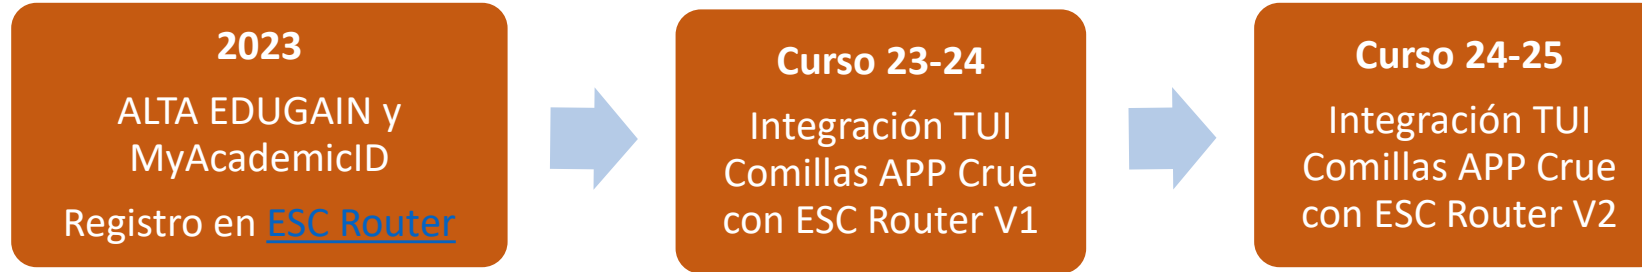 2023
ALTA EDUGAIN y
MyAcademicID
Registro en ESC Router
Curso 23-24
Integración TUI
Comillas APP Crue
con ESC Router V1
Curso 24-25
Integración TUI
Comillas APP Crue
con ESC Router V2